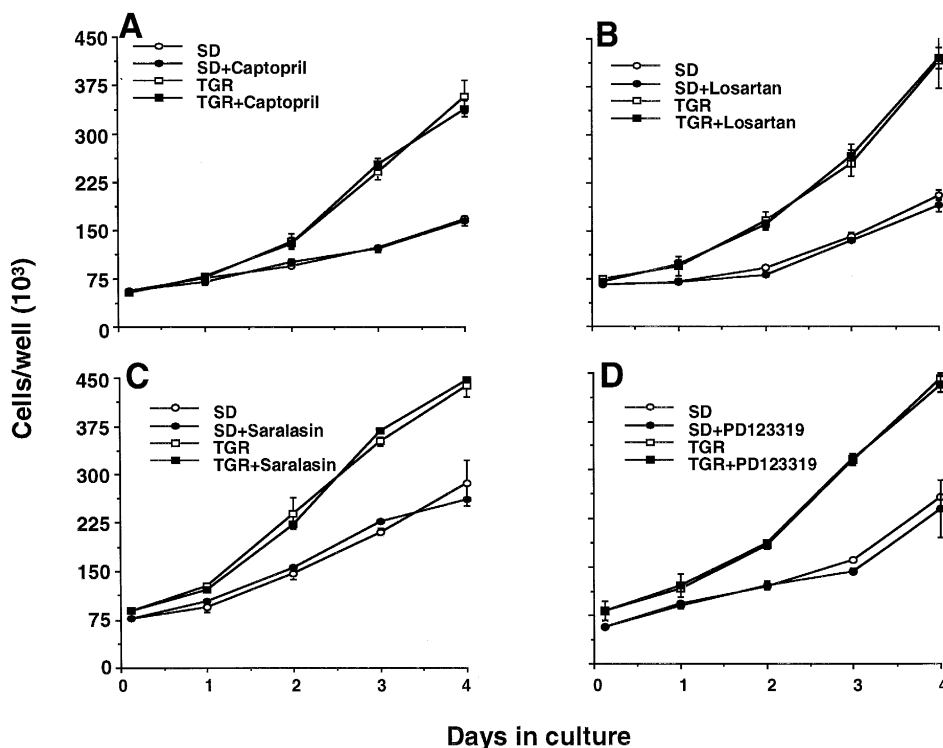 A
450
375
300
225
150
75
0
SD
SD+Captopril
TGR
TGR+Captopril
B
SD
SD+Losartan
TGR
TGR+Losartan
Cells/well (10³)
C
450
375
300
225
150
75
0
SD
SD+Saralasin
TGR
TGR+Saralasin
0 1 2 3 4
D
SD
SD+PD123319
TGR
TGR+PD123319
0 1 2 3 4
Days in culture